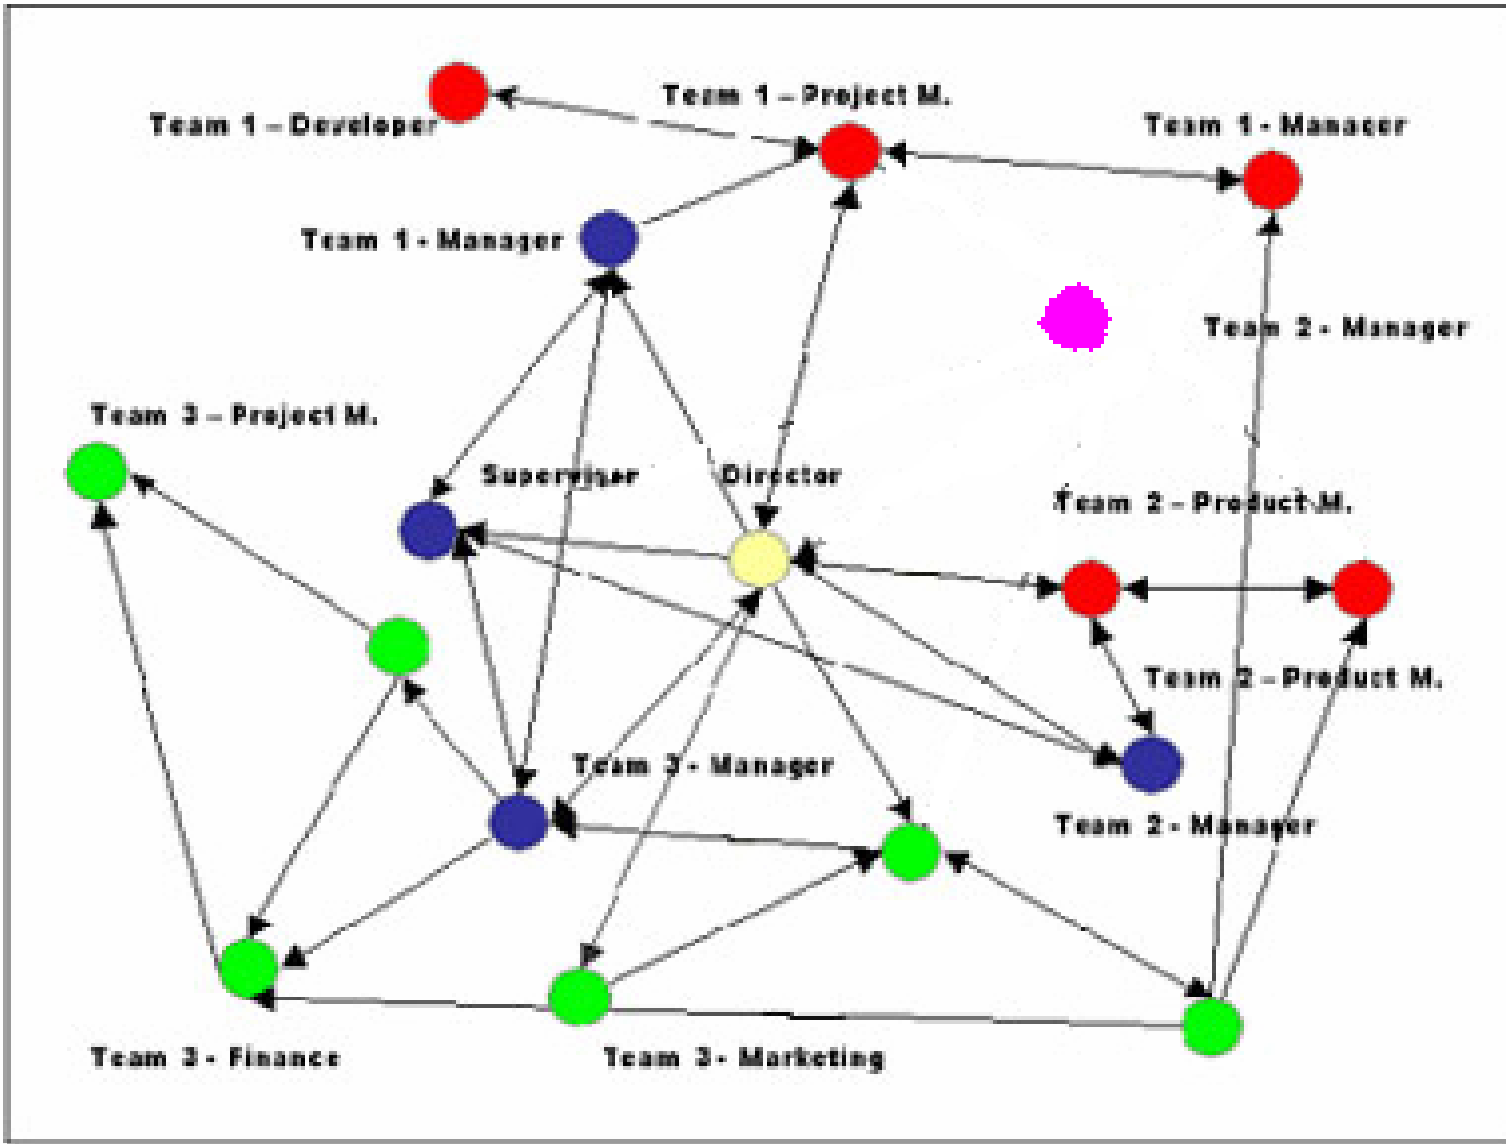 Team 1 – Project M.
Team 1 – Developer
Team 1 - Manager
Team 1 - Manager
Team 2 - Manager
Team 3 – Project M.
Supervisor
Director
Team 2 – Product M.
Team 2 – Product M.
Team 3 - Manager
Team 2 - Manager
Team 3 - Finance
Team 3 - Marketing